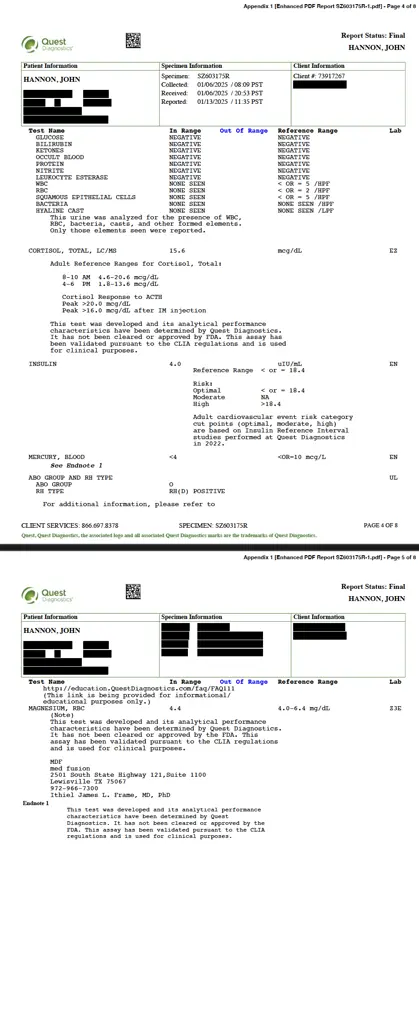 Appendix 1 [Enhanced PDF Report SZ603175R-1.pdf] - Page 4 of 8
Quest
Diagnostics
Report Status: Final
HANNON, JOHN
Patient Information Specimen Information Client Information
HANNON, JOHN
Specimen: SZ603175R
Collected: 01/06/2025 / 08:09 PST
Received: 01/06/2025 / 20:53 PST
Reported: 01/13/2025 / 11:35 PST
Client #: 73917267
Test Name In Range Out Of Range Reference Range Lab
GLUCOSE NEGATIVE NEGATIVE
BILIRUBIN NEGATIVE NEGATIVE
KETONES NEGATIVE NEGATIVE
OCCULT BLOOD NEGATIVE NEGATIVE
PROTEIN NEGATIVE NEGATIVE
NITRITE NEGATIVE NEGATIVE
LEUKOCYTE ESTERASE NEGATIVE NEGATIVE
WBC NONE SEEN < OR = 5 /HPF
RBC NONE SEEN < OR = 2 /HPF
SQUAMOUS EPITHELIAL CELLS NONE SEEN < OR = 5 /HPF
BACTERIA NONE SEEN NONE SEEN /HPF
HYALINE CAST NONE SEEN NONE SEEN /LPF
This urine was analyzed for the presence of WBC,
RBC, bacteria, casts, and other formed elements.
Only those elements seen were reported.
CORTISOL, TOTAL, LC/MS 15.6 mcg/dL EZ
Adult Reference Ranges for Cortisol, Total:
8-10 AM 4.6-20.6 mcg/dL
4-6 PM 1.8-13.6 mcg/dL
Cortisol Response to ACTH
Peak >20.0 mcg/dL
Peak >16.0 mcg/dL after IM injection
This test was developed and its analytical performance
characteristics have been determined by Quest Diagnostics.
It has not been cleared or approved by FDA. This assay has
been validated pursuant to the CLIA regulations and is used
for clinical purposes.
INSULIN 4.0 uIU/mL EN
Reference Range < or = 18.4
Risk:
Optimal < or = 18.4
Moderate NA
High >18.4
Adult cardiovascular event risk category
cut points (optimal, moderate, high)
are based on Insulin Reference Interval
studies performed at Quest Diagnostics
in 2022.
MERCURY, BLOOD <4 <OR=10 mcg/L EN
See Endnote 1
ABO GROUP AND RH TYPE UL
ABO GROUP O
RH TYPE RH(D) POSITIVE
For additional information, please refer to
CLIENT SERVICES: 866.697.8378 SPECIMEN: SZ603175R PAGE 4 OF 8
Quest, Quest Diagnostics, the associated logo and all associated Quest Diagnostics marks are the trademarks of Quest Diagnostics.
Appendix 1 [Enhanced PDF Report SZ603175R-1.pdf] - Page 5 of 8
Quest
Diagnostics
Report Status: Final
HANNON, JOHN
Patient Information Specimen Information Client Information
HANNON, JOHN
Test Name In Range Out Of Range Reference Range Lab
https://education.QuestDiagnostics.com/faq/FAQ111
(This link is being provided for informational/
educational purposes only.)
MAGNESIUM, RBC 4.4 4.0-6.4 mg/dL Z3E
(Note)
This test was developed and its analytical performance
characteristics have been determined by Quest Diagnostics.
It has not been cleared or approved by the FDA. This
assay has been validated pursuant to the CLIA regulations
and is used for clinical purposes.
MDF
med fusion
2501 South State Highway 121,Suite 1100
Lewisville TX 75067
972-966-7300
Ithiel James L. Frame, MD, PhD
Endnote 1
This test was developed and its analytical performance
characteristics have been determined by Quest
Diagnostics. It has not been cleared or approved by the
FDA. This assay has been validated pursuant to the CLIA
regulations and is used for clinical purposes.